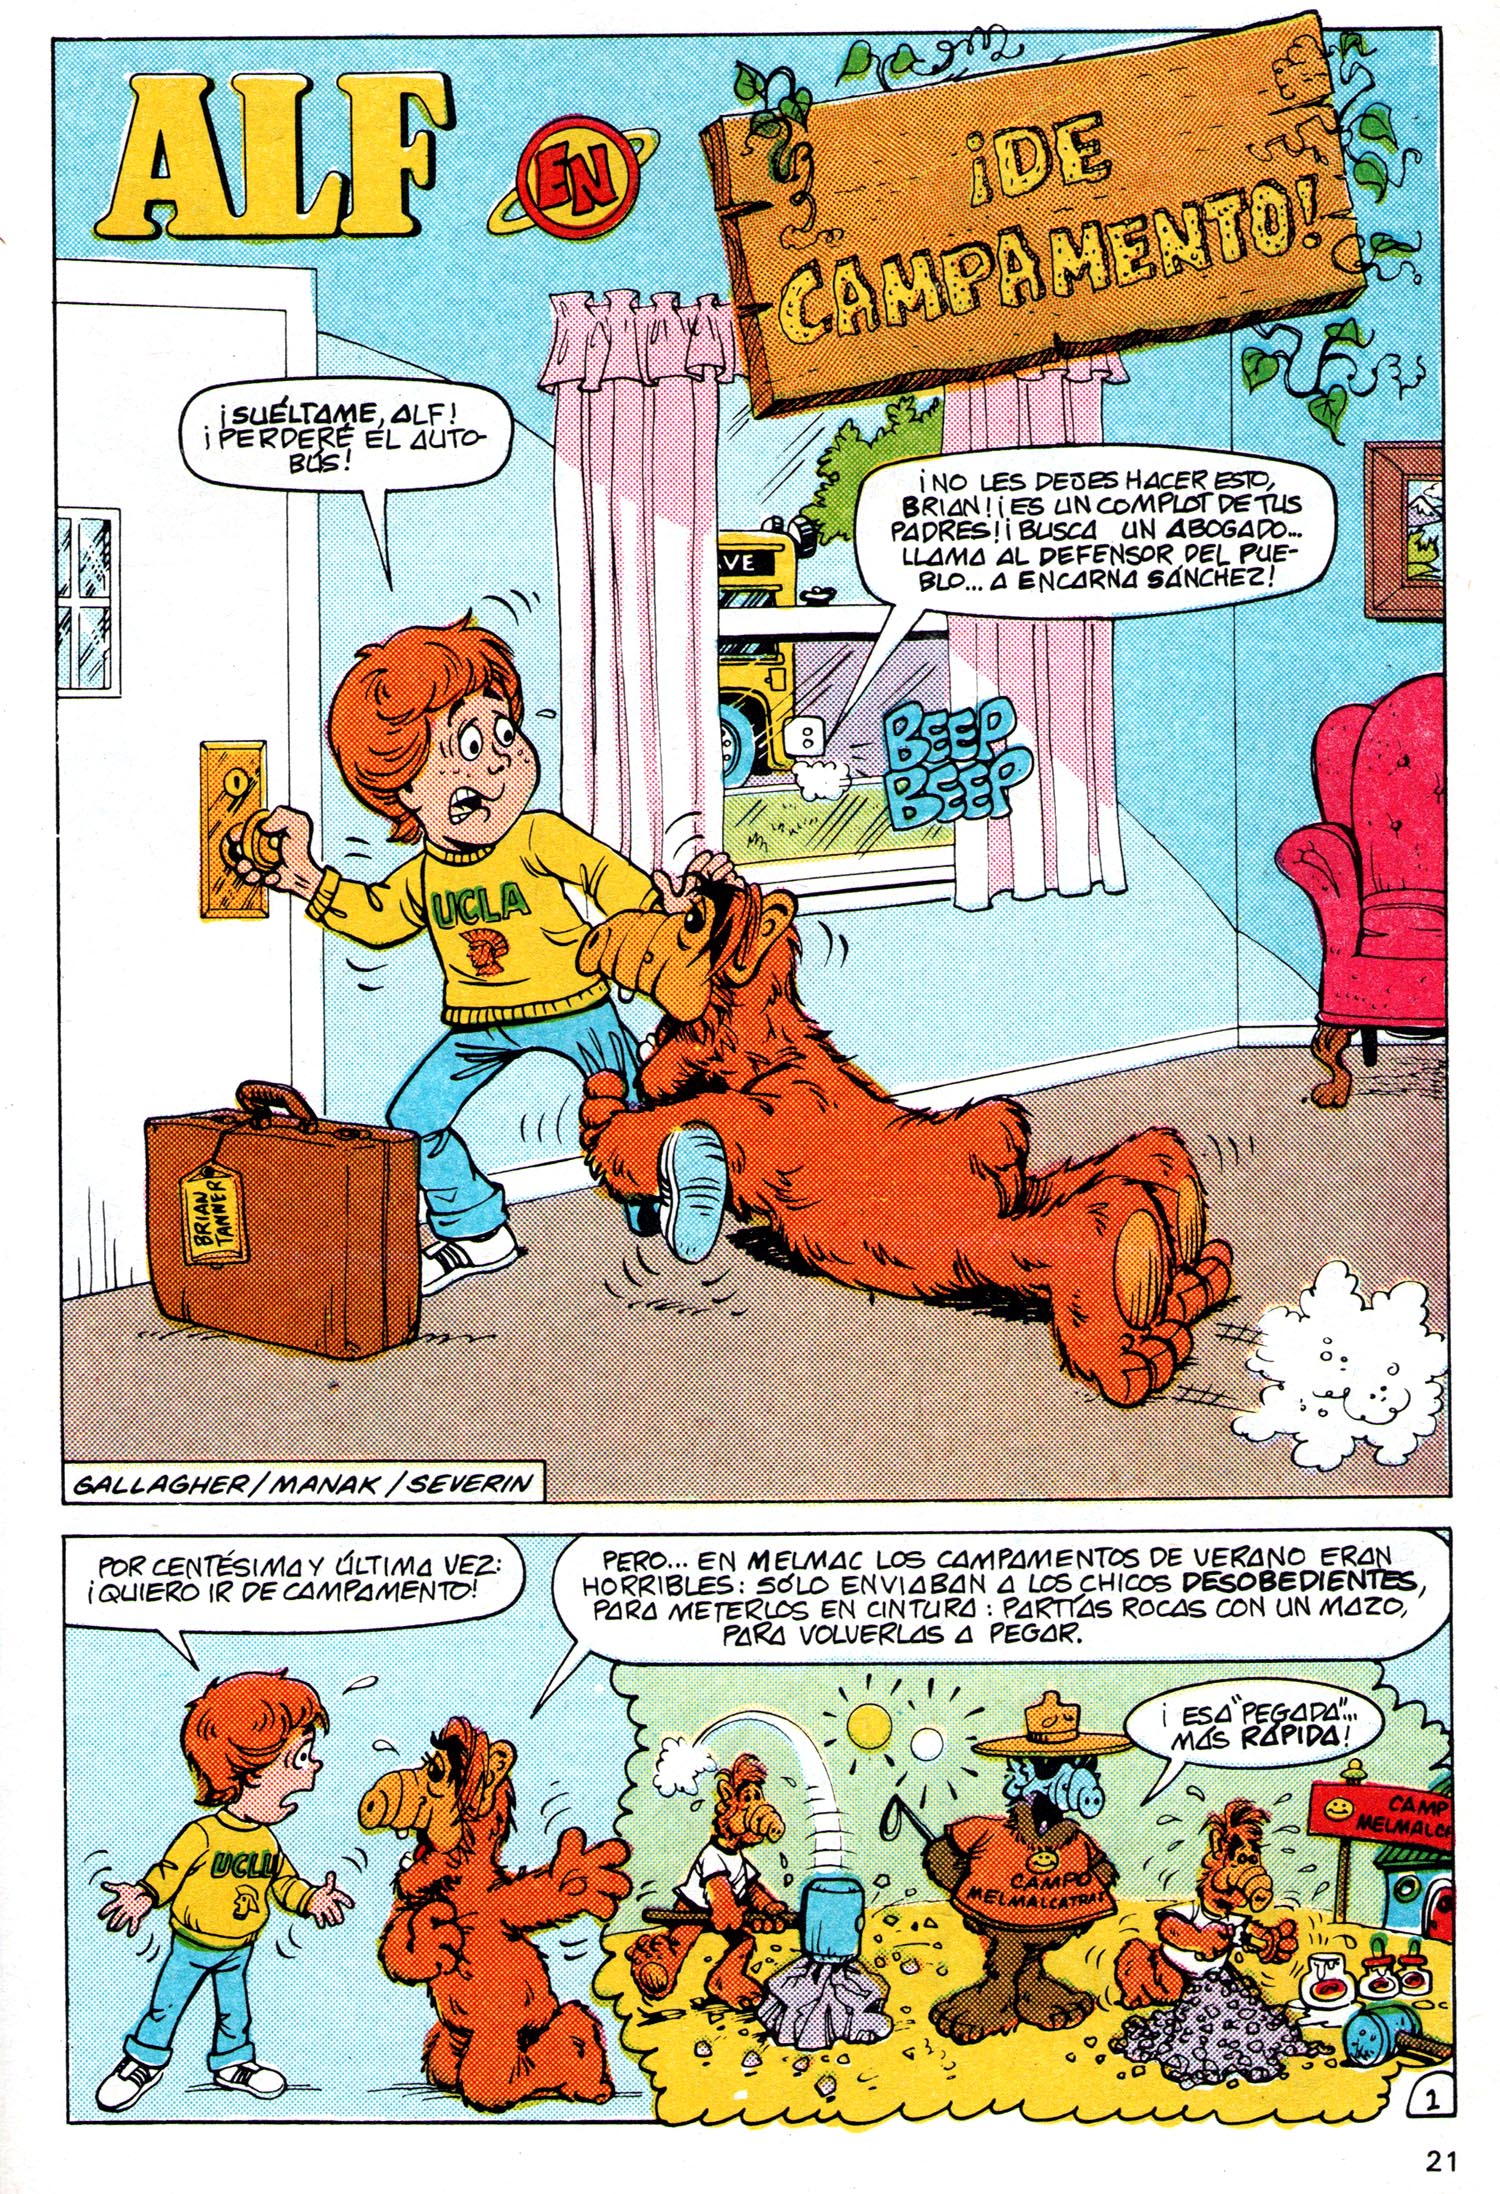 ALF
EN
¡DE
CAMPAMENTO!
¡SUÉLTAME, ALF!
¡PERDERÉ EL AUTO-
BÚS!
¡NO LES DEJES HACER ESTO,
BRIAN! ¡ES UN COMPLOT DE TUS
PADRES! ¡BUSCA UN ABOGADO...
LLAMA AL DEFENSOR DEL PUE-
BLO... A ENCARNA SÁNCHEZ!
AVE
BEEP
BEEP
UCLA
BRIAN
TANNER
GALLAGHER/MANAK/SEVERIN
POR CENTÉSIMA Y ÚLTIMA VEZ:
¡QUIERO IR DE CAMPAMENTO!
PERO... EN MELMAC LOS CAMPAMENTOS DE VERANO ERAN
HORRIBLES: SÓLO ENVIABAN A LOS CHICOS DESOBEDIENTES,
PARA METERLOS EN CINTURA: PARTÍAS ROCAS CON UN MAZO,
PARA VOLVERLAS A PEGAR.
¡ESA "PEGADA"...
MÁS RÁPIDA!
UCLA
CAMPO
MELMALCATRAZ
CAMP
MELMALCA
1
21